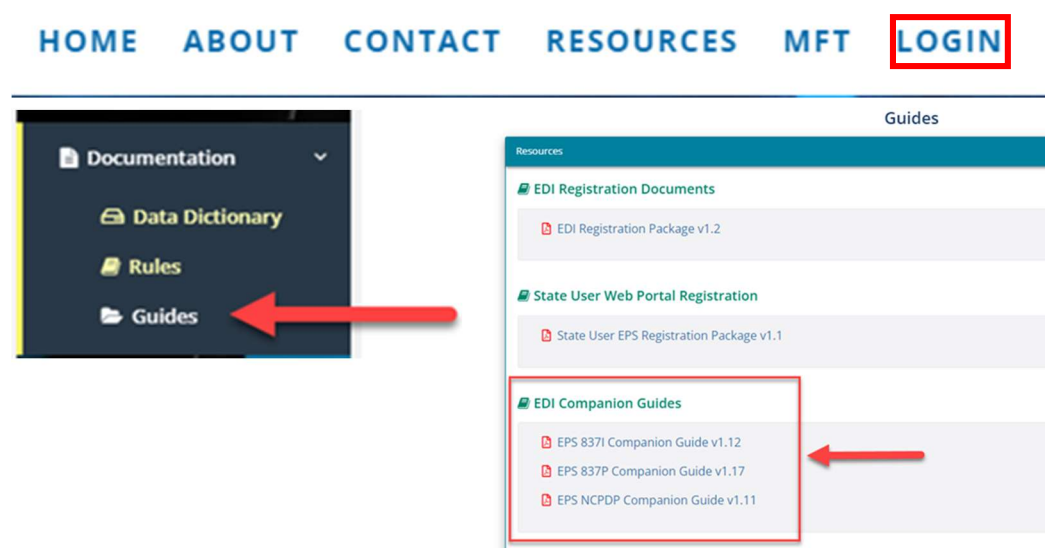 HOME ABOUT CONTACT RESOURCES MFT LOGIN
Documentation
Data Dictionary
Rules
Guides
Guides
Resources
EDI Registration Documents
EDI Registration Package v1.2
State User Web Portal Registration
State User EPS Registration Package v1.1
EDI Companion Guides
EPS 837I Companion Guide v1.12
EPS 837P Companion Guide v1.17
EPS NCPDP Companion Guide v1.11